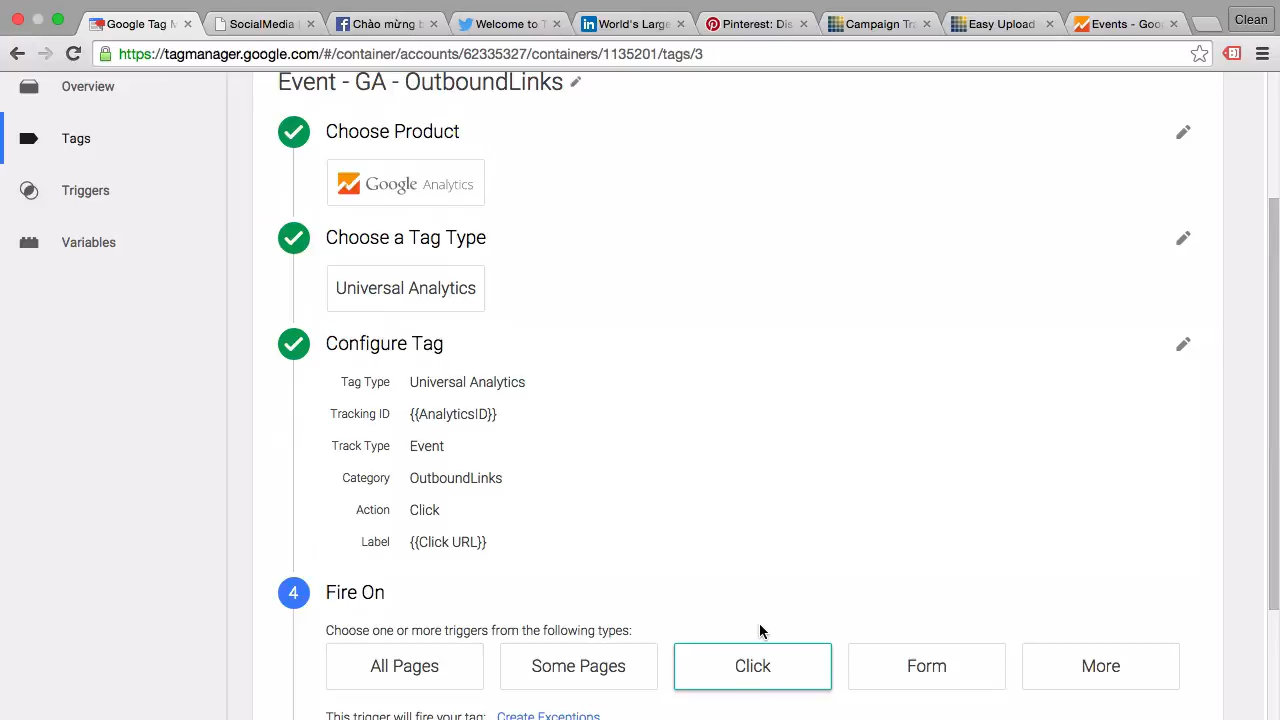 Google Tag M
SocialMedia
Chào mừng b
Welcome to T
World's Large
Pinterest: D
Campaign Tra
Easy Upload
Events - Goo
Clean
https://tagmanager.google.com/#/container/accounts/62335327/containers/1135201/tags/3
Overview
Tags
Triggers
Variables
Event - GA - OutboundLinks
Choose Product
Google Analytics
Choose a Tag Type
Universal Analytics
Configure Tag
Tag Type Universal Analytics
Tracking ID {{AnalyticsID}}
Track Type Event
Category OutboundLinks
Action Click
Label {{Click URL}}
4 Fire On
Choose one or more triggers from the following types:
All Pages Some Pages Click Form More
This trigger will fire your tag: Create Exceptions